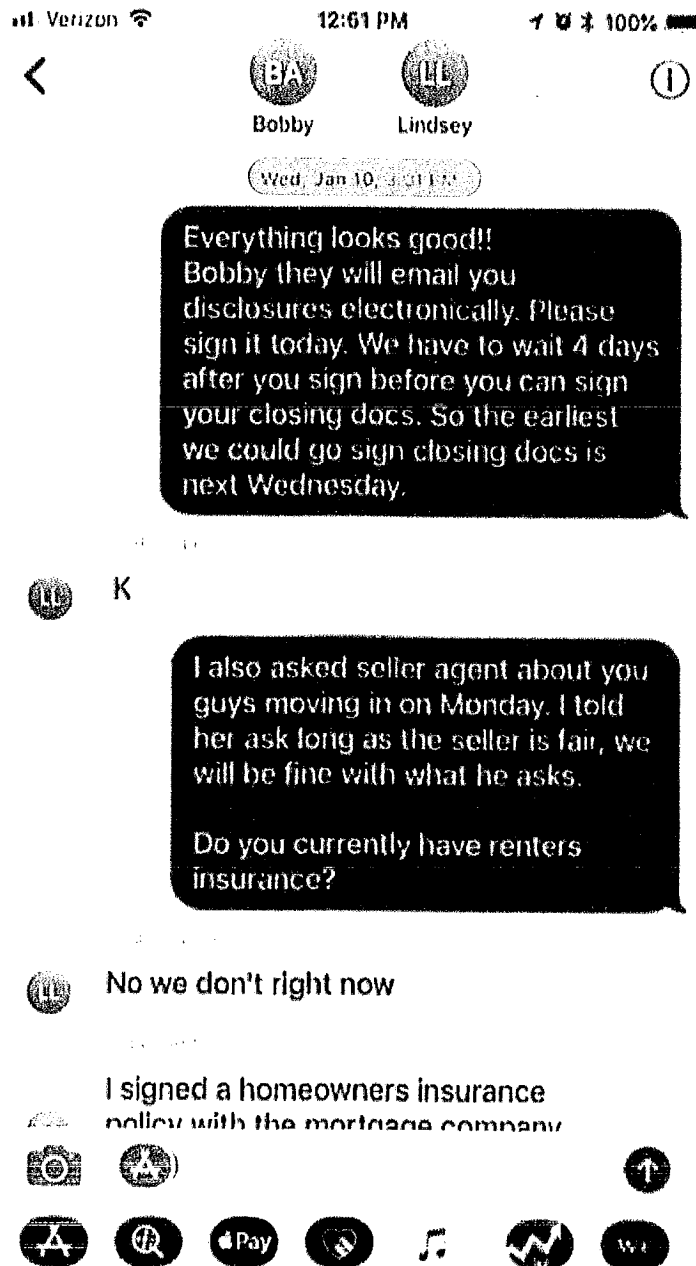 Verizon
12:51 PM
100%
BA
LL
Bobby
Lindsey
Wed, Jan 10,
Everything looks good!!
Bobby they will email you
disclosures electronically. Please
sign it today. We have to wait 4 days
after you sign before you can sign
your closing docs. So the earliest
we could go sign closing docs is
next Wednesday.
LL
K
I also asked seller agent about you
guys moving in on Monday. I told
her ask long as the seller is fair, we
will be fine with what he asks.
Do you currently have renters
insurance?
LL
No we don't right now
I signed a homeowners insurance
policy with the mortgage company
Pay